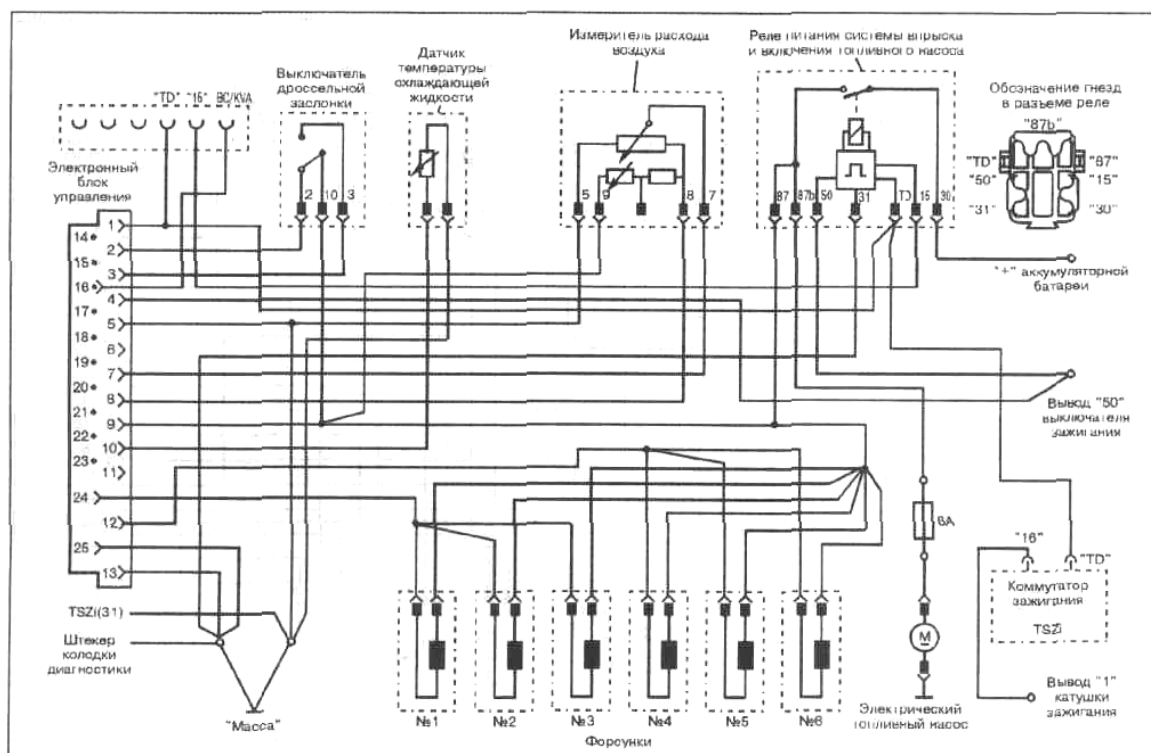 Измеритель расхода
воздуха
Реле питания системы впрыска
и включения топливного насоса
Датчик
температуры
охлаждающей
жидкости
Выключатель
дроссельной
заслонки
Обозначение гнезд
в разъеме реле
"TD" "16" BC/KVA
"87b"
"TD" "87"
"50" "15"
"31" "30"
Электронный
блок
управления
2 10 3
5 9 8 7
87 87b 50 31 TD 15 30
"+" аккумуляторной
батареи
1
14
2
15
3
16
4
17
5
18
6
19
7
20
8
21
9
22
10
23
11
24
12
25
13
Вывод "50"
выключателя
зажигания
8A
"16" "TD"
Коммутатор
зажигания
TSZi
TSZi(31)
Штекер
колодки
диагностики
"Масса"
M
Вывод "1"
катушки
зажигания
Электрический
топливный насос
№1 №2 №3 №4 №5 №6
Форсунки